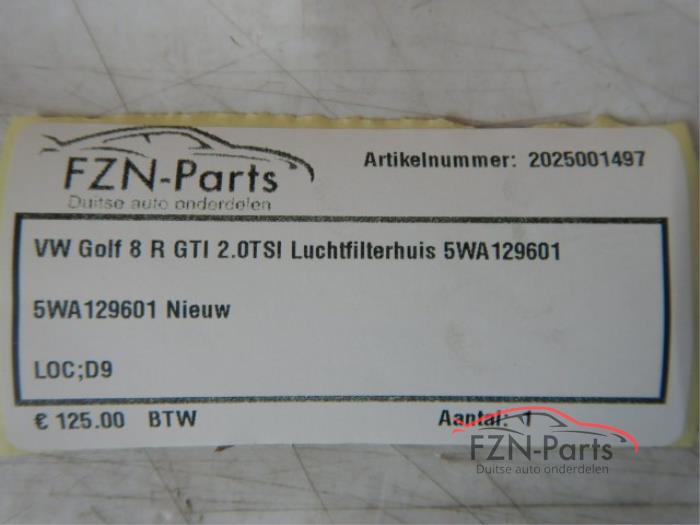 FZN-Parts
Duitse auto onderdelen
Artikelnummer: 2025001497
VW Golf 8 R GTI 2.0TSI Luchtfilterhuis 5WA129601
5WA129601 Nieuw
LOC;D9
€ 125.00 BTW
Aantal: 1
FZN-Parts
Duitse auto onderdelen